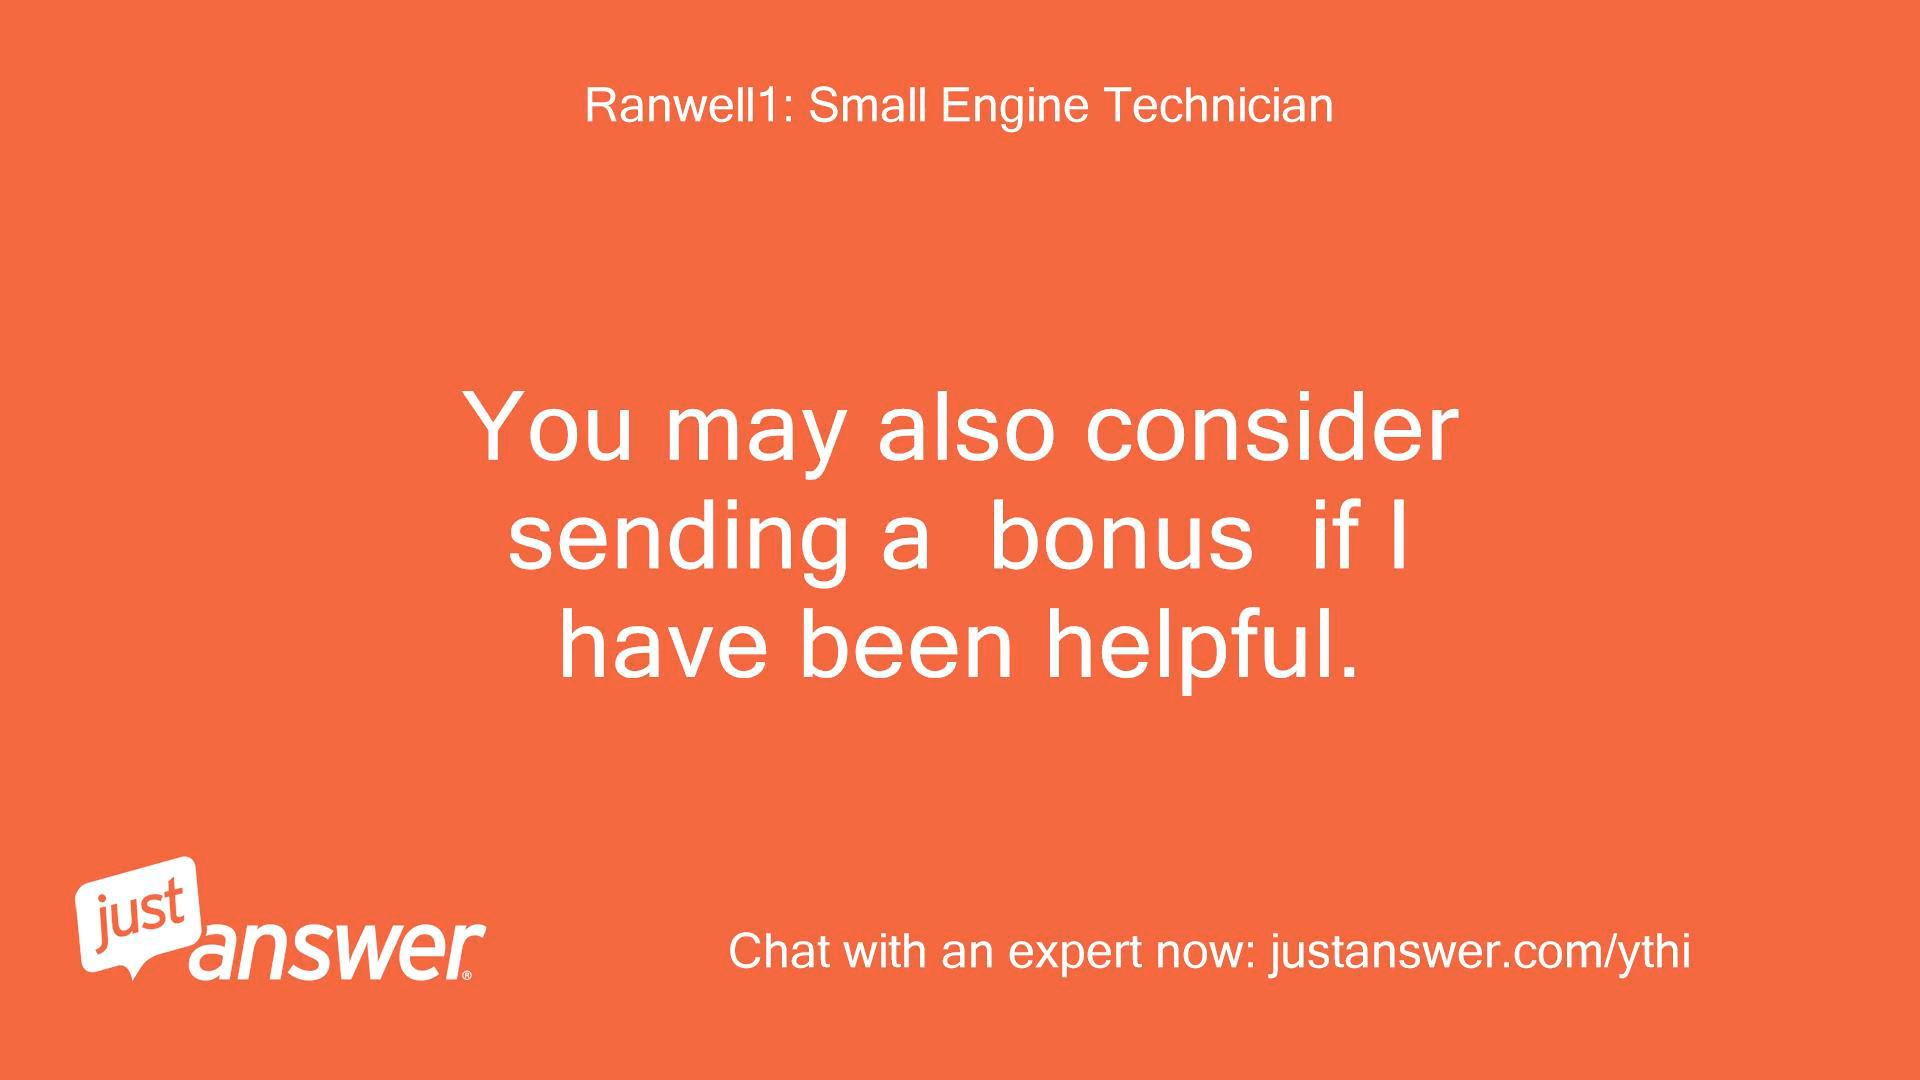 Ranwell1: Small Engine Technician
You may also consider
sending a  bonus  if I
have been helpful.
just
answer®
Chat with an expert now: justanswer.com/ythi